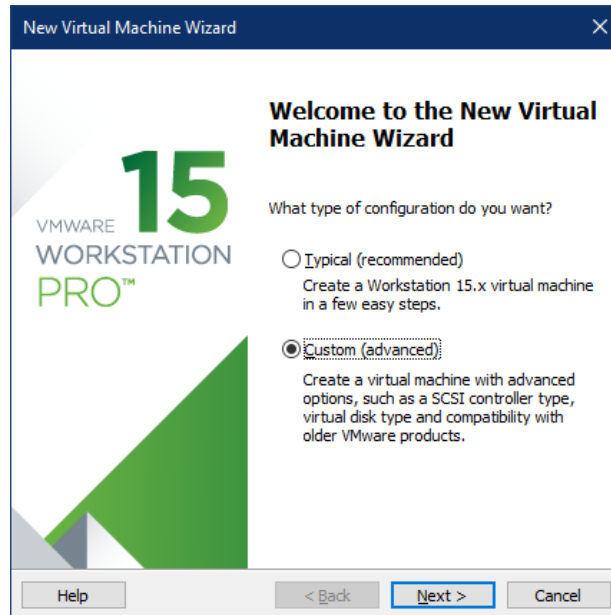 New Virtual Machine Wizard
VMWARE 15
WORKSTATION
PRO™
Welcome to the New Virtual
Machine Wizard
What type of configuration do you want?
Typical (recommended)
Create a Workstation 15.x virtual machine
in a few easy steps.
Custom (advanced)
Create a virtual machine with advanced
options, such as a SCSI controller type,
virtual disk type and compatibility with
older VMware products.
Help
< Back
Next >
Cancel